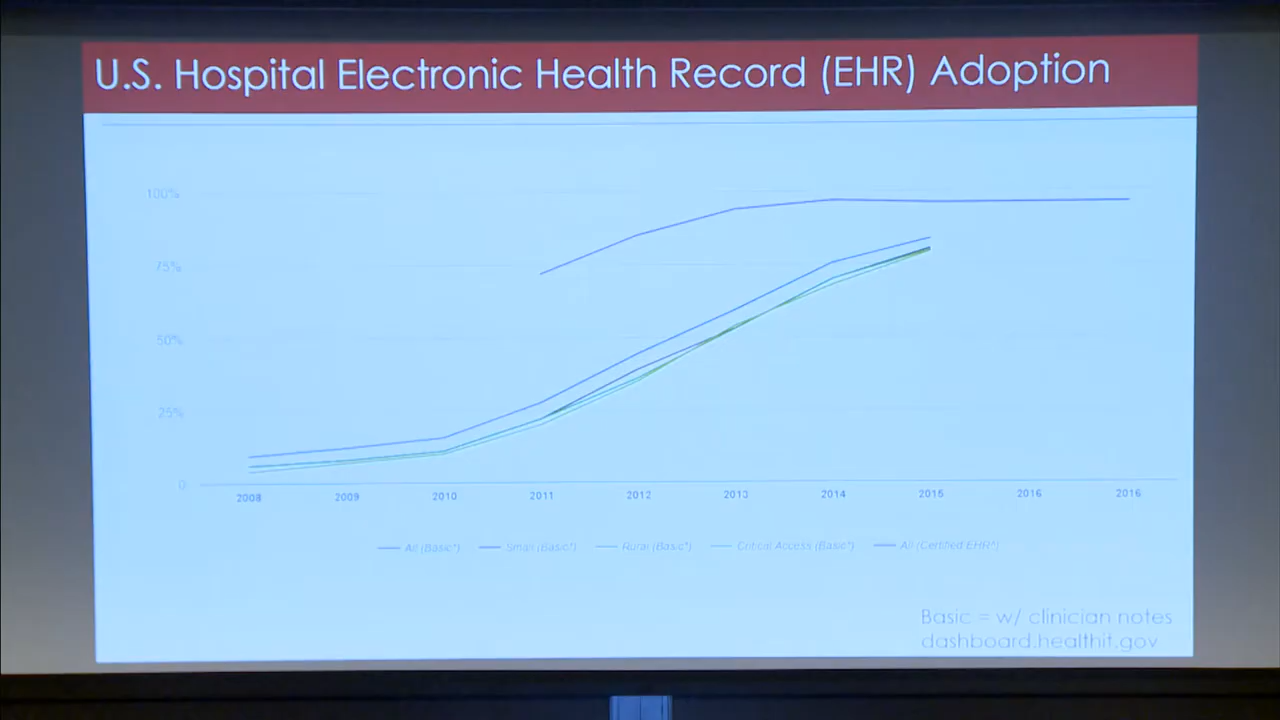 U.S. Hospital Electronic Health Record (EHR) Adoption
100%
75%
50%
25%
0
2008 2009 2010 2011 2012 2013 2014 2015 2016 2016
All (Basic*) Small (Basic*) Rural (Basic*) Critical Access (Basic*) All (Certified EHR^)
Basic = w/ clinician notes
dashboard.healthit.gov